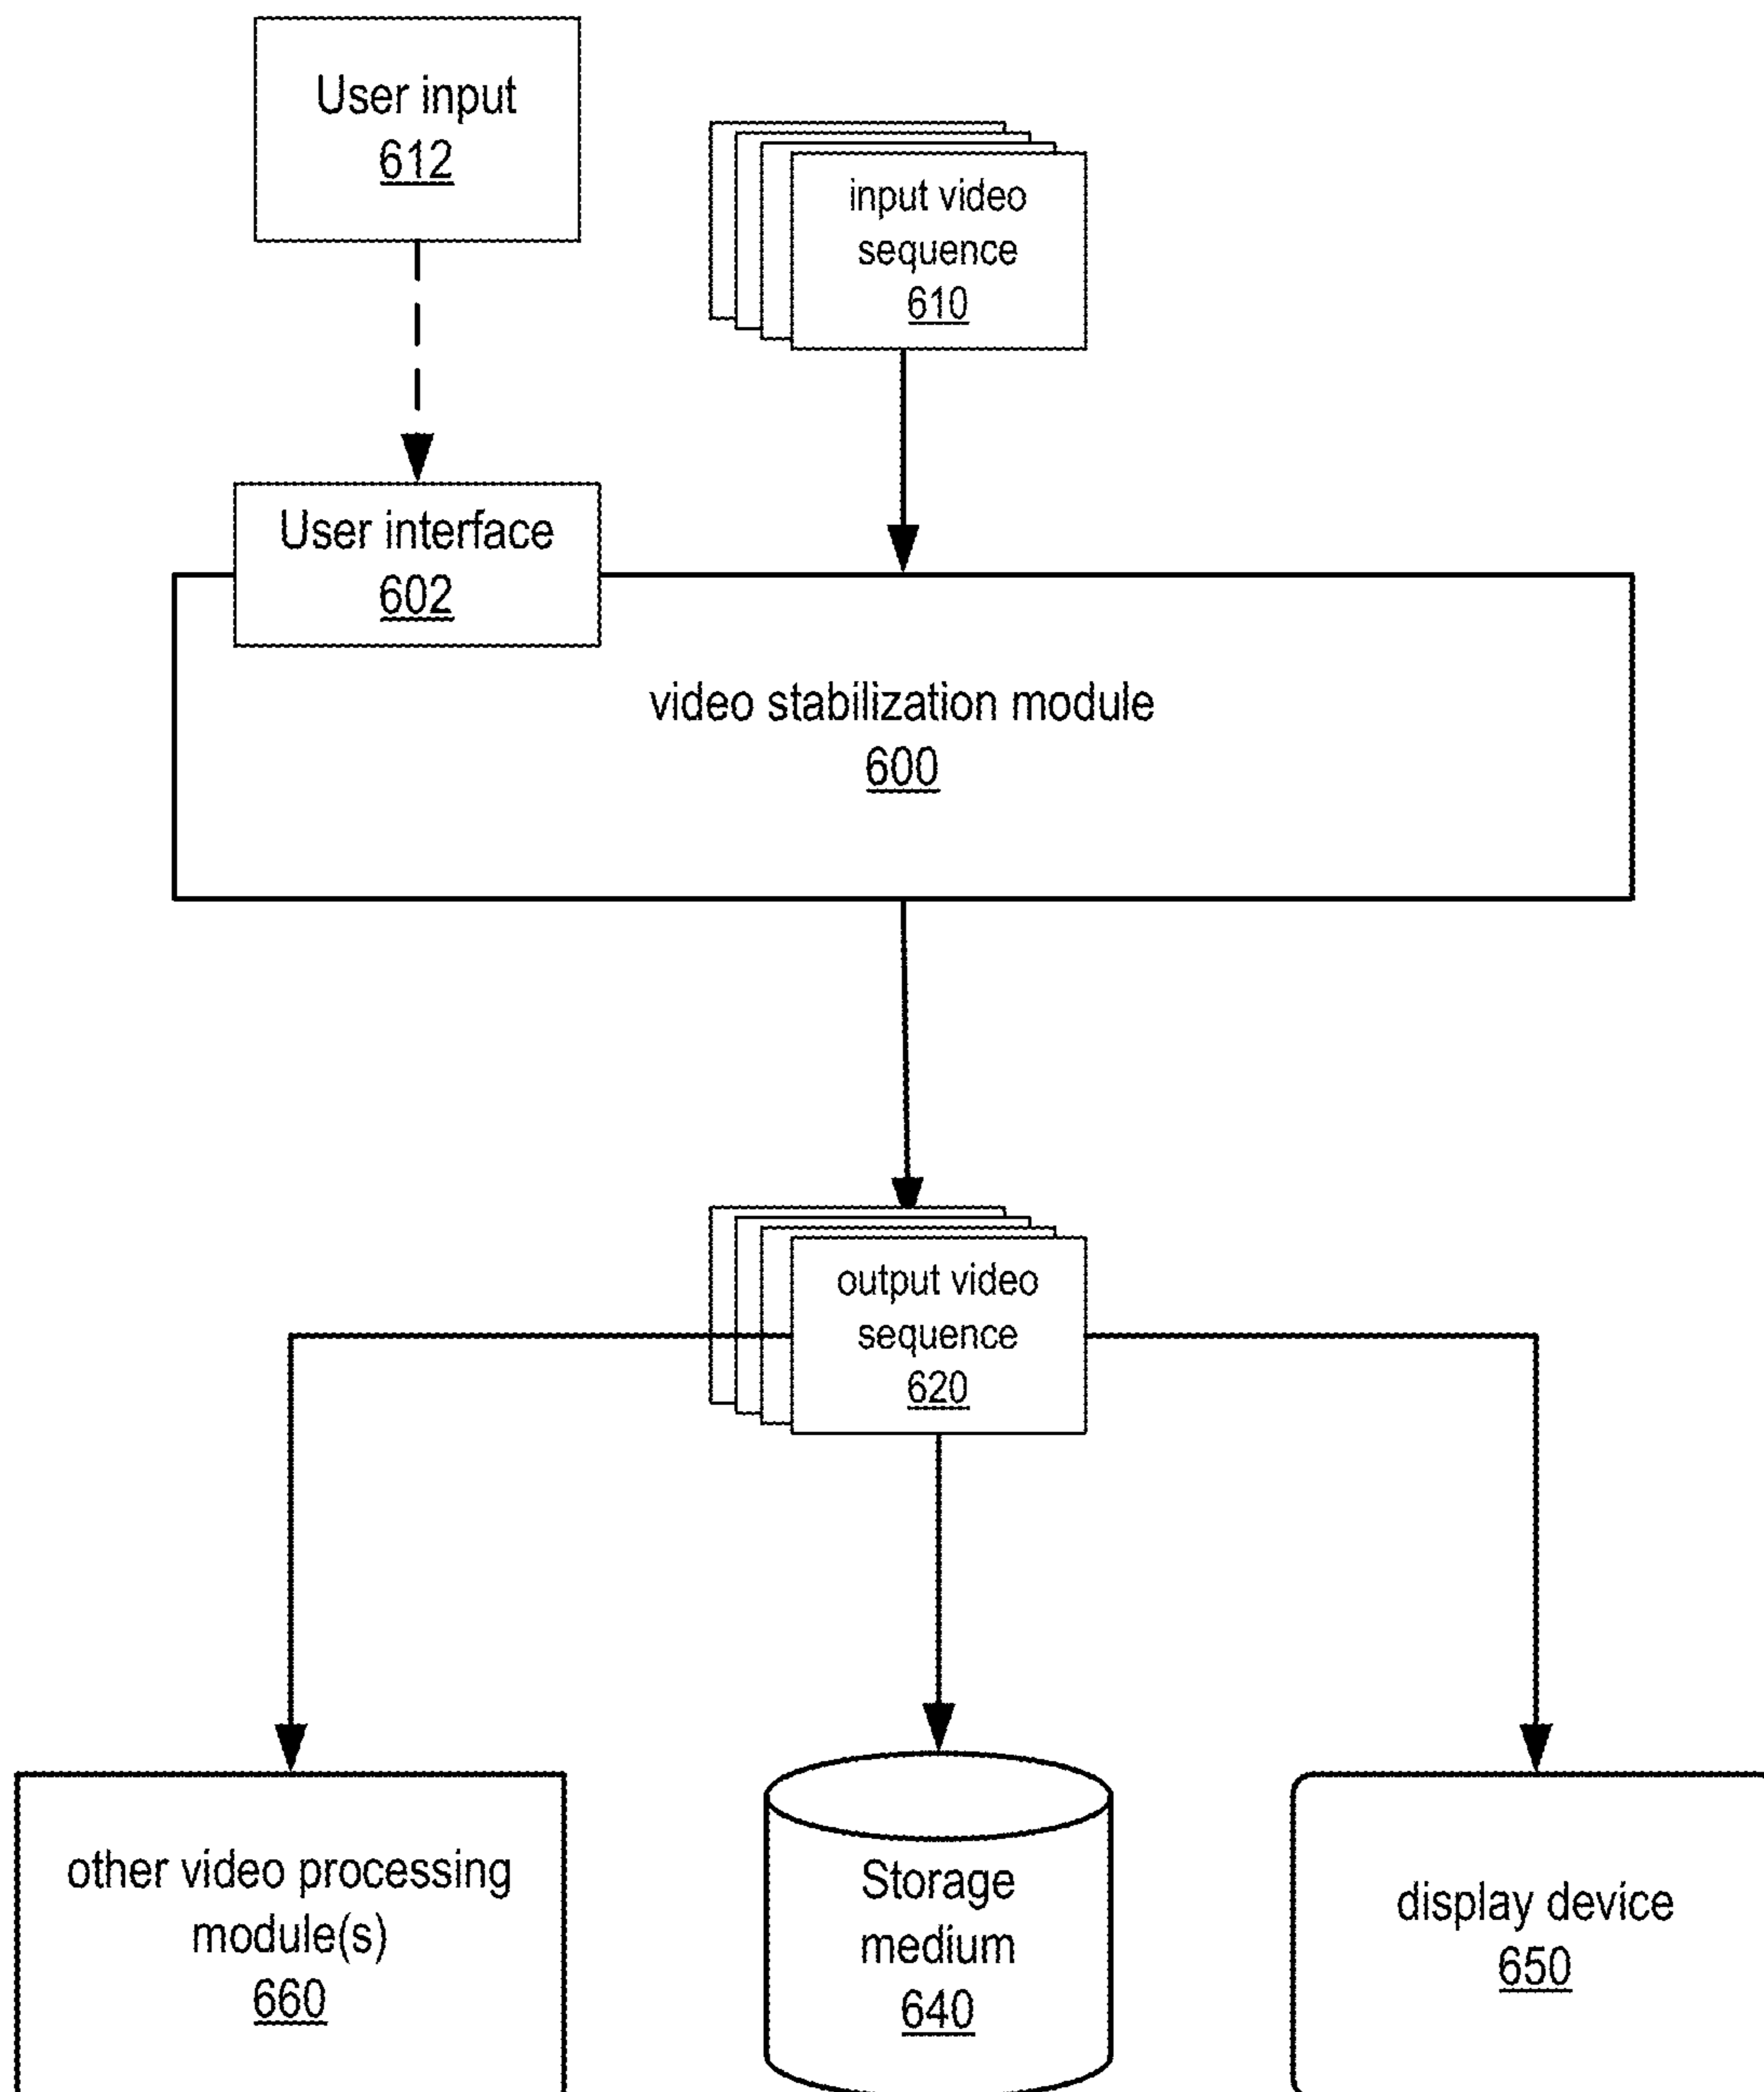 User input
612
input video
sequence
610
User interface
602
video stabilization module
600
output video
sequence
620
other video processing
module(s)
660
Storage
medium
640
display device
650